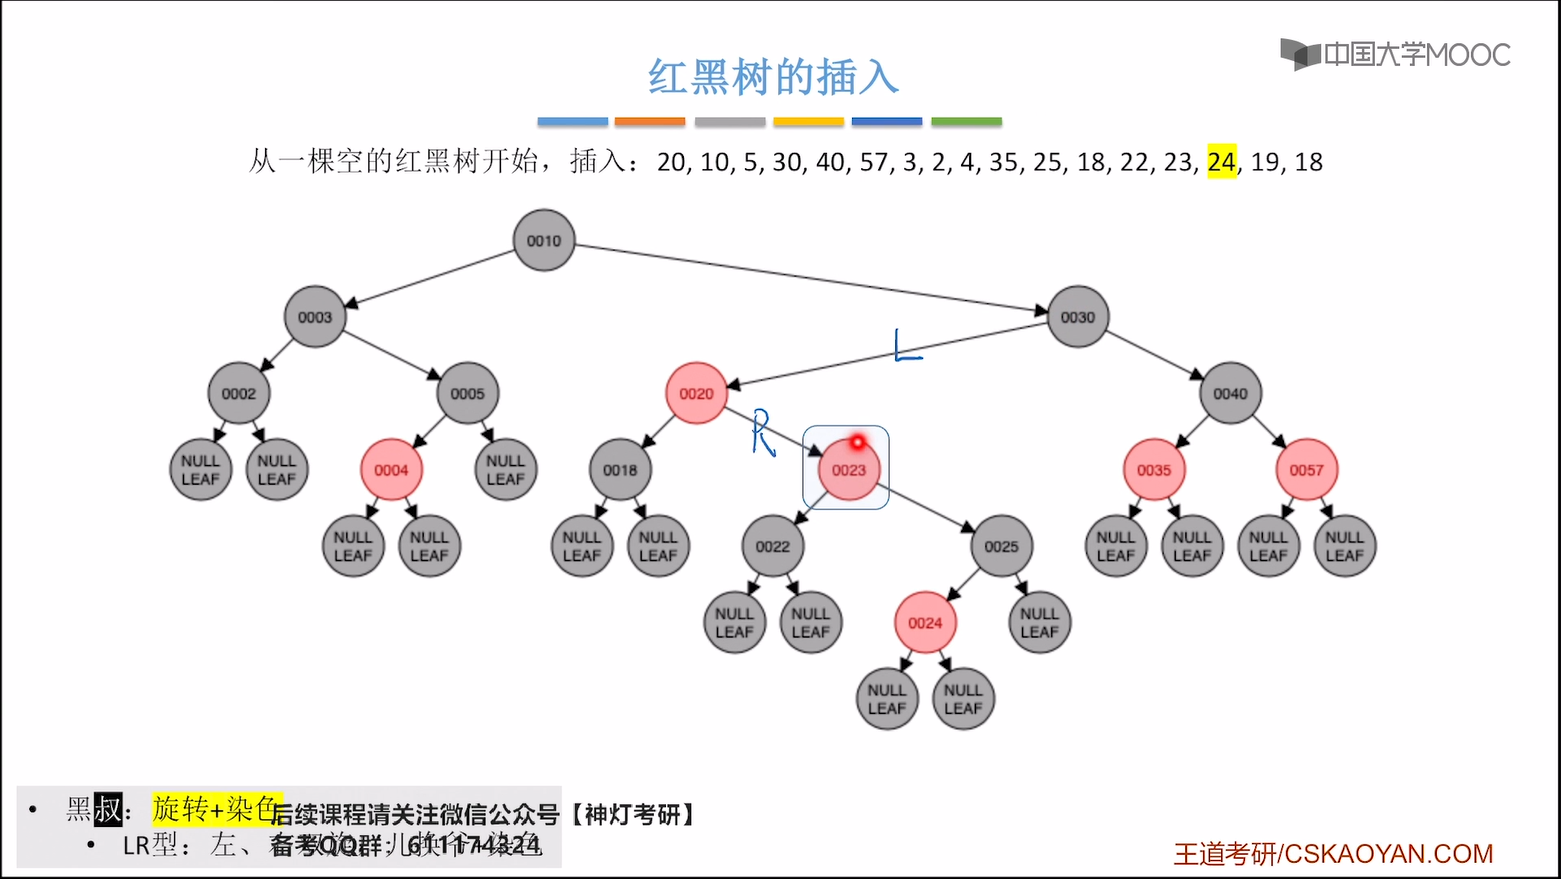 中国大学MOOC
红黑树的插入
从一棵空的红黑树开始，插入：20, 10, 5, 30, 40, 57, 3, 2, 4, 35, 25, 18, 22, 23, 24, 19, 18
0010
0003
0030
L
0002
0005
0020
0040
R
NULL LEAF
NULL LEAF
0004
NULL LEAF
0018
0023
0035
0057
NULL LEAF
NULL LEAF
NULL LEAF
NULL LEAF
0022
0025
NULL LEAF
NULL LEAF
NULL LEAF
NULL LEAF
NULL LEAF
NULL LEAF
0024
NULL LEAF
NULL LEAF
NULL LEAF
• 黑叔：旋转+染色
后续课程请关注微信公众号【神灯考研】
• LR型：左、
备考QQ群：611174324
王道考研/CSKAOYAN.COM